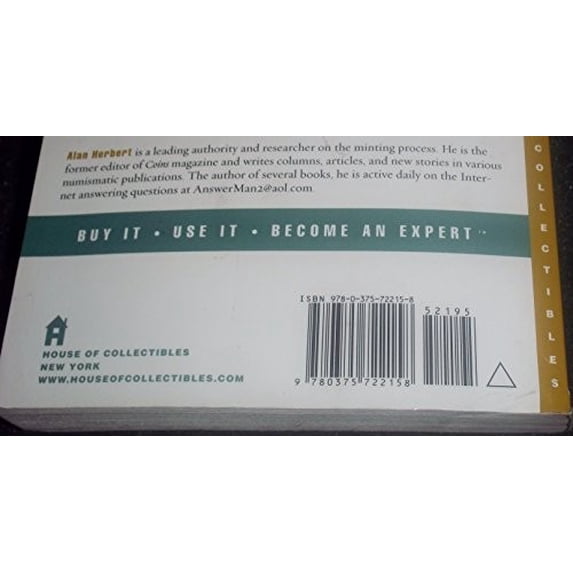 Alan Herbert is a leading authority and researcher on the minting process. He is the
former editor of Coins magazine and writes columns, articles, and new stories in various
numismatic publications. The author of several books, he is active daily on the Inter-
net answering questions at AnswerMan2@aol.com.
BUY IT • USE IT • BECOME AN EXPERT™
ISBN 978-0-375-72215-8
52195
9 780375 722158
HOUSE OF COLLECTIBLES
NEW YORK
WWW.HOUSEOFCOLLECTIBLES.COM
COLLECTIBLES